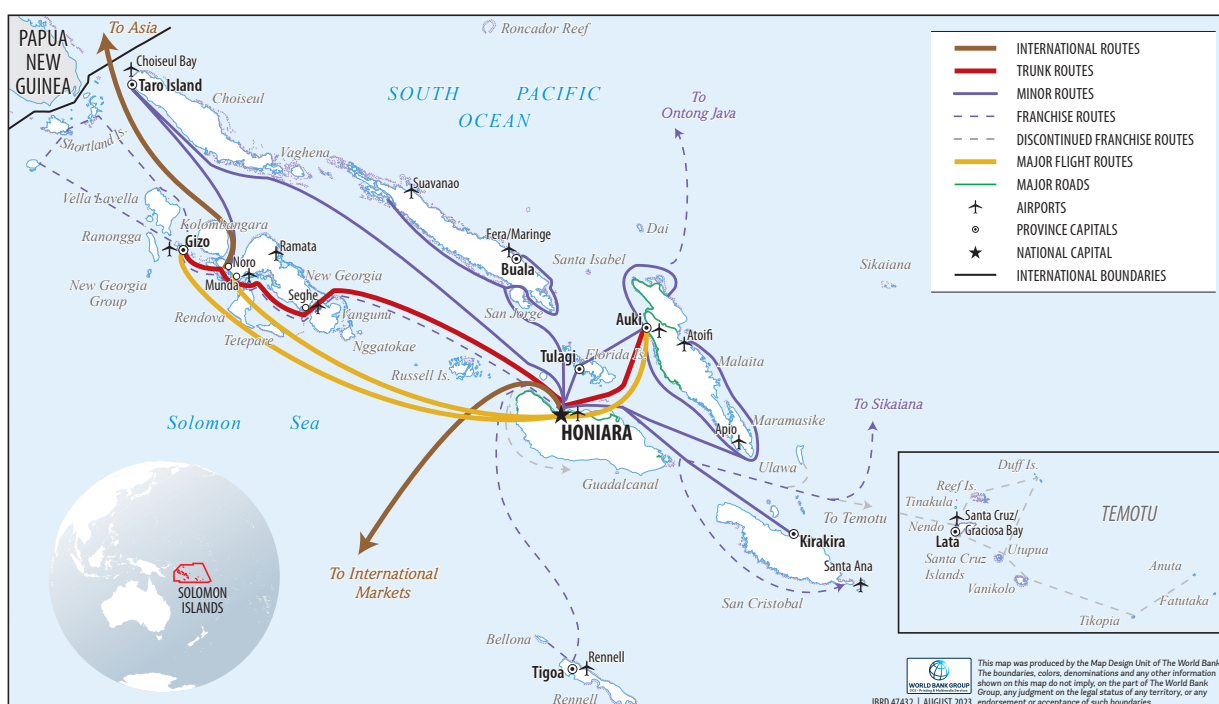 To Asia
PAPUA
NEW
GUINEA
Roncador Reef
Choiseul Bay
Taro Island
Choiseul
SOUTH PACIFIC
OCEAN
To
Ontong Java
Shortland Is.
Vaghena
Suavanao
Vella Lavella
Kolombangara
Ranongga
Gizo
Ramata
Noro
Munda
New Georgia
Seghe
New Georgia
Group
Rendova
Vangunu
Tetepare
Nggatokae
Fera/Maringe
Buala
Santa Isabel
San Jorge
Dai
Sikaiana
Auki
Atoifi
Malaita
Tulagi
Florida Is.
Russell Is.
Maramasike
Apio
To Sikaiana
Solomon Sea
HONIARA
Guadalcanal
Ulawa
To Temotu
To International
Markets
Kirakira
Santa Ana
San Cristobal
Bellona
Tigoa
Rennell
Rennell
SOLOMON
ISLANDS
INTERNATIONAL ROUTES
TRUNK ROUTES
MINOR ROUTES
FRANCHISE ROUTES
DISCONTINUED FRANCHISE ROUTES
MAJOR FLIGHT ROUTES
MAJOR ROADS
AIRPORTS
PROVINCE CAPITALS
NATIONAL CAPITAL
INTERNATIONAL BOUNDARIES
Duff Is.
Reef Is.
Tinakula
Santa Cruz/
Graciosa Bay
TEMOTU
Nendo
Lata
Utupua
Santa Cruz
Islands
Vanikolo
Anuta
Fatutaka
Tikopia
WORLD BANK GROUP
GCS – Printing & Multimedia Services
This map was produced by the Map Design Unit of The World Bank.
The boundaries, colors, denominations and any other information
shown on this map do not imply, on the part of The World Bank
Group, any judgment on the legal status of any territory, or any
endorsement or acceptance of such boundaries.
IBRD 47432 | AUGUST 2023